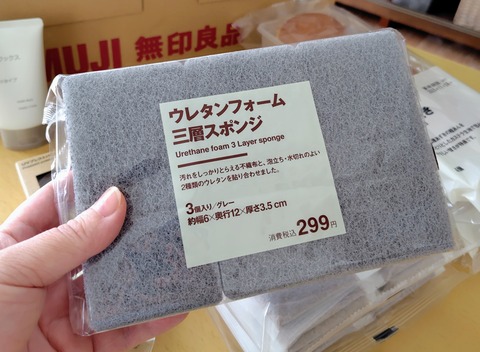 MUJI 無印良品
ウレタンフォーム
三層スポンジ
Urethane foam 3 Layer sponge
汚れをしっかりとらえる不織布と、泡立ち・水切れのよい
2種類のウレタンを貼り合わせました。
3個入り/グレー
約幅6×奥行12×厚さ3.5cm
消費税込299円